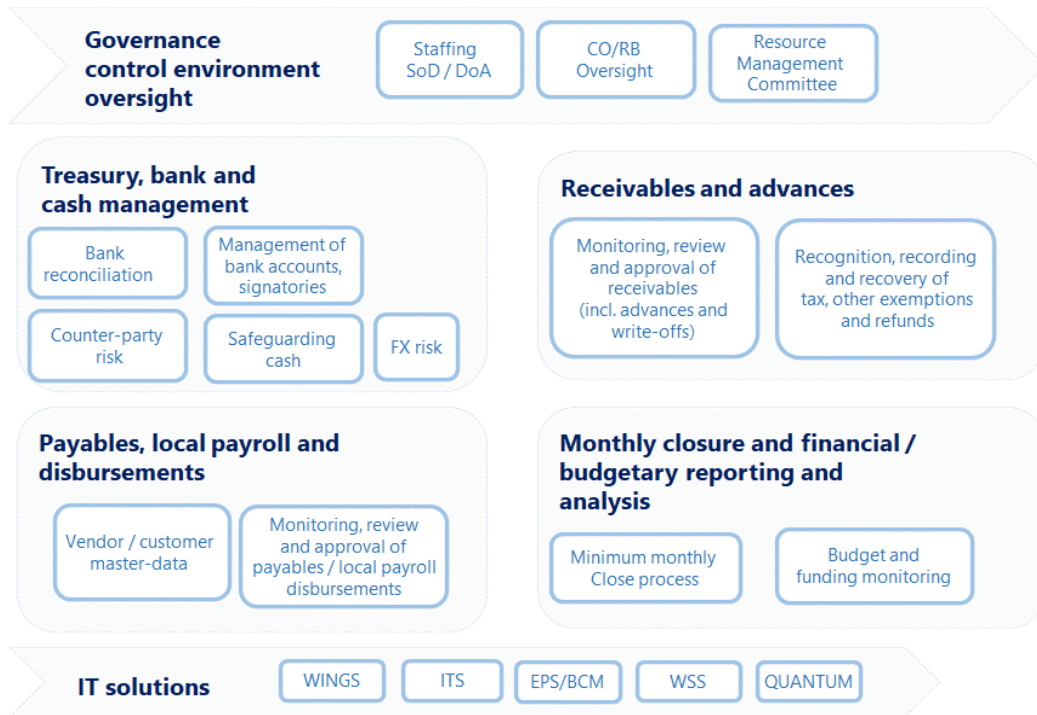 Governance
control environment
oversight
Staffing
SoD / DoA
CO/RB
Oversight
Resource
Management
Committee
Treasury, bank and
cash management
Bank
reconciliation
Management of
bank accounts,
signatories
Counter-party
risk
Safeguarding
cash
FX risk
Receivables and advances
Monitoring, review
and approval of
receivables
(incl. advances and
write-offs)
Recognition, recording
and recovery of
tax, other exemptions
and refunds
Payables, local payroll and
disbursements
Vendor / customer
master-data
Monitoring, review
and approval of
payables / local payroll
disbursements
Monthly closure and financial /
budgetary reporting and
analysis
Minimum monthly
Close process
Budget and
funding monitoring
IT solutions
WINGS
ITS
EPS/BCM
WSS
QUANTUM